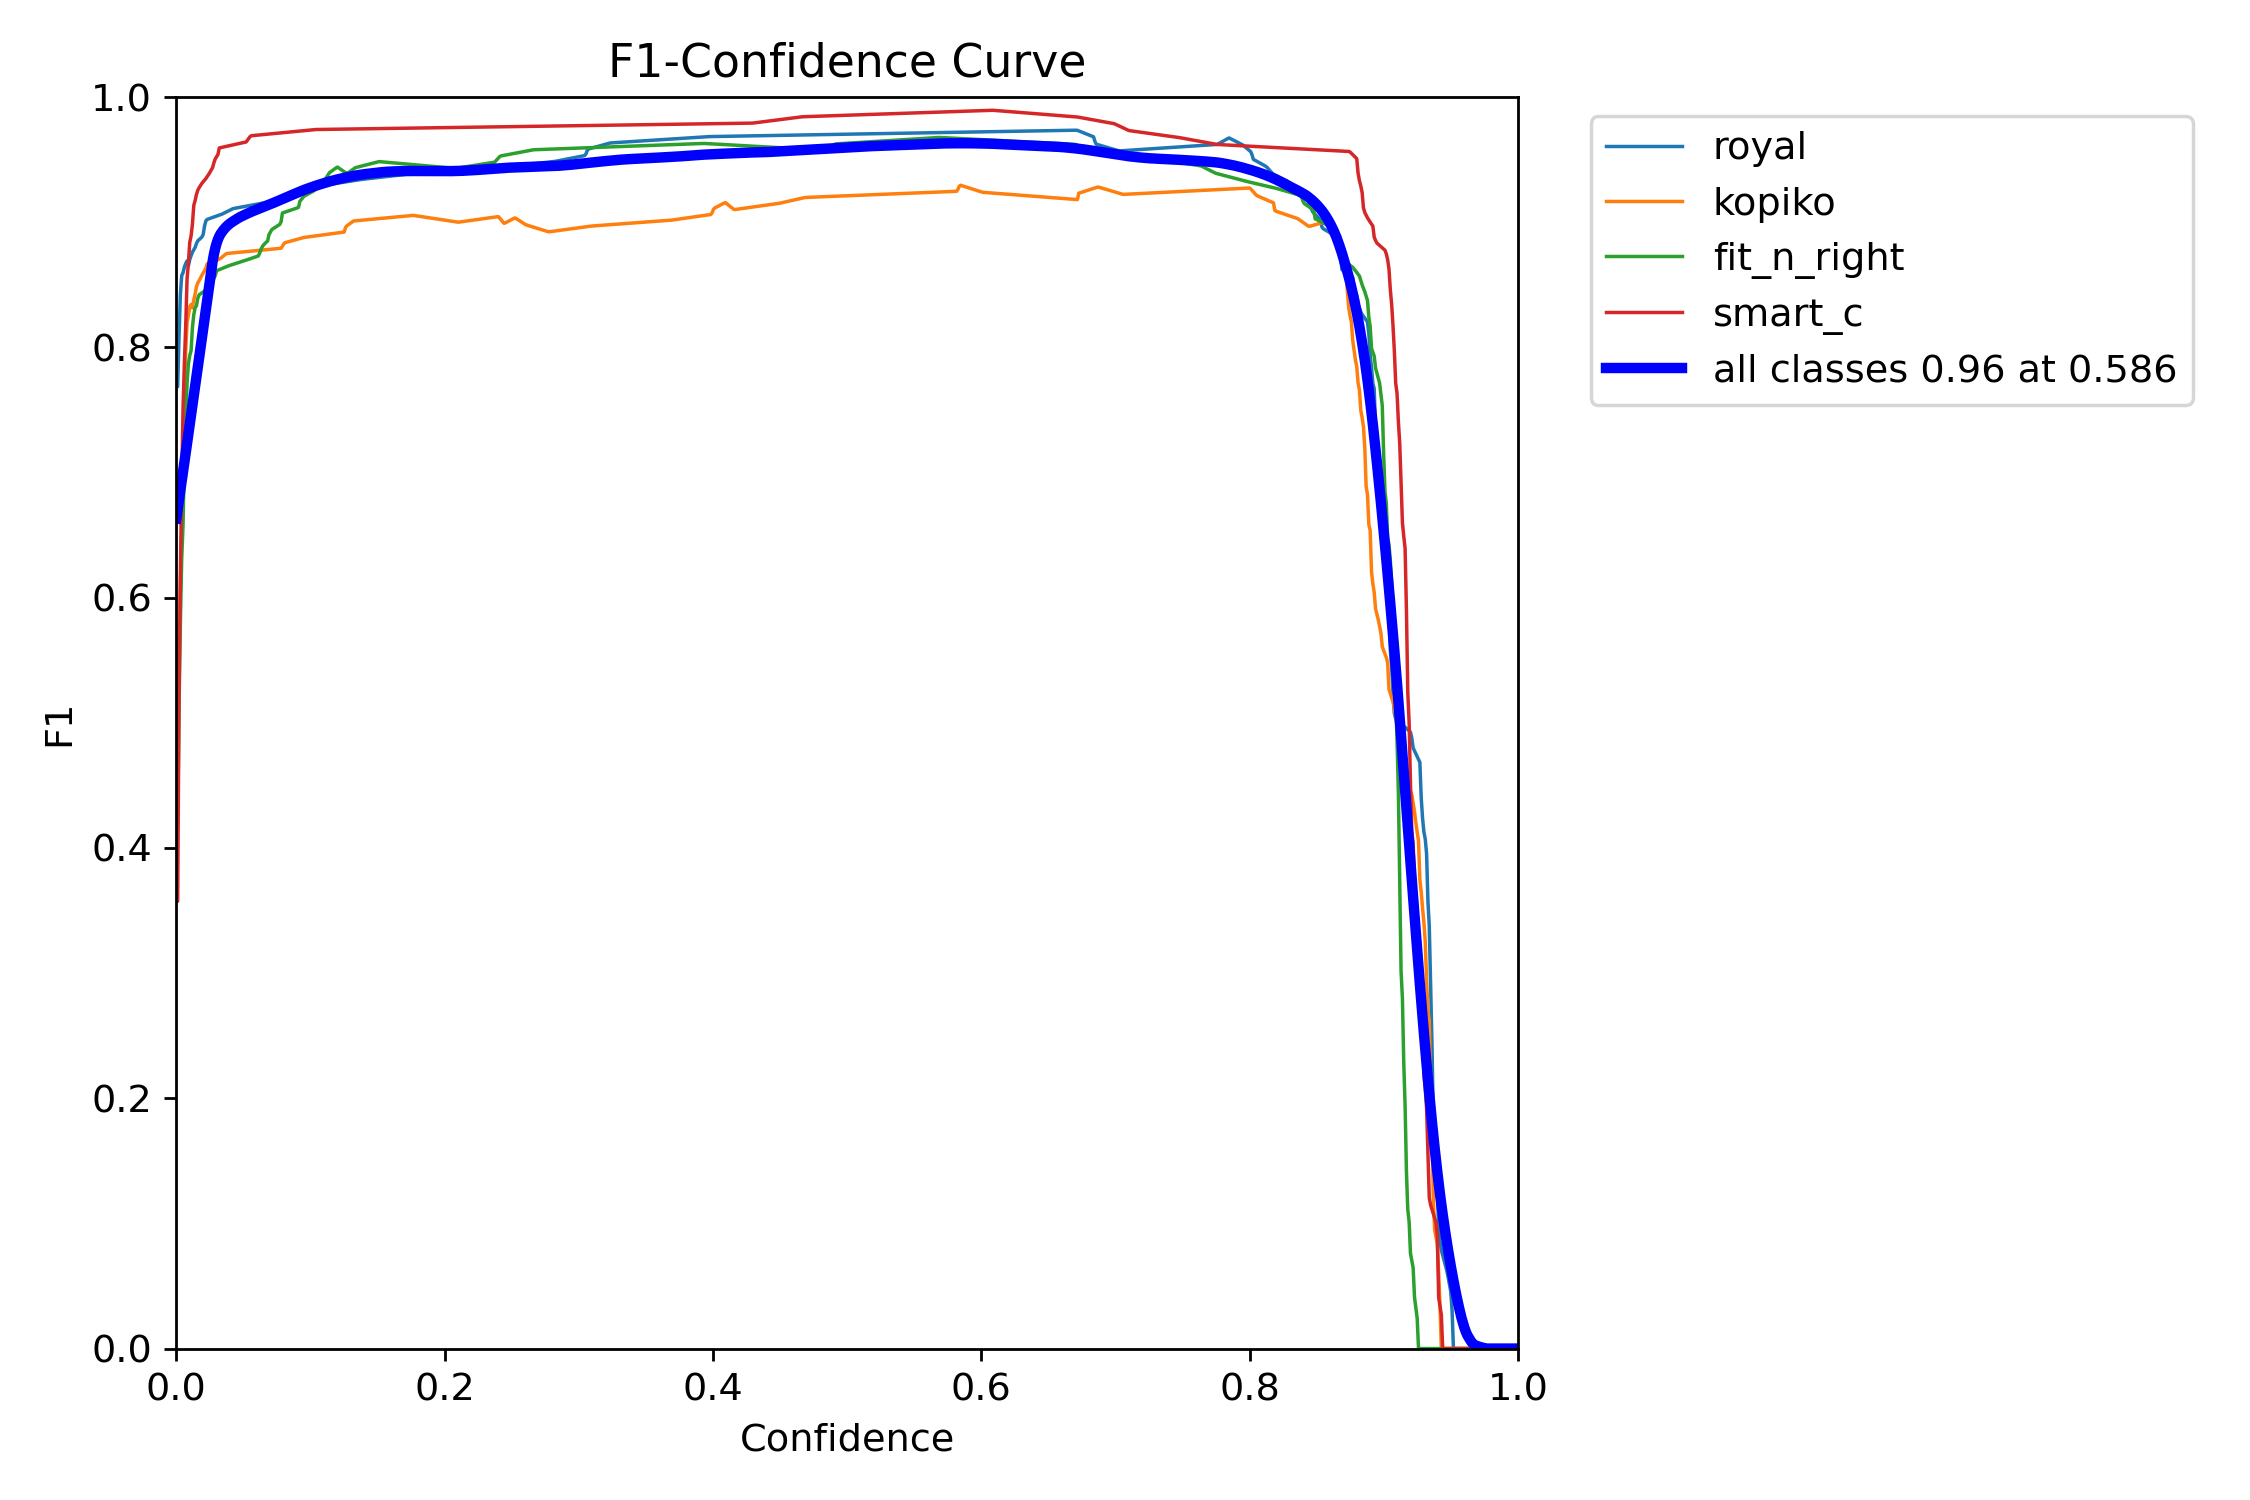 F1-Confidence Curve
1.0
0.8
0.6
0.4
0.2
0.0
F1
0.0 0.2 0.4 0.6 0.8 1.0
Confidence
royal
kopiko
fit_n_right
smart_c
all classes 0.96 at 0.586